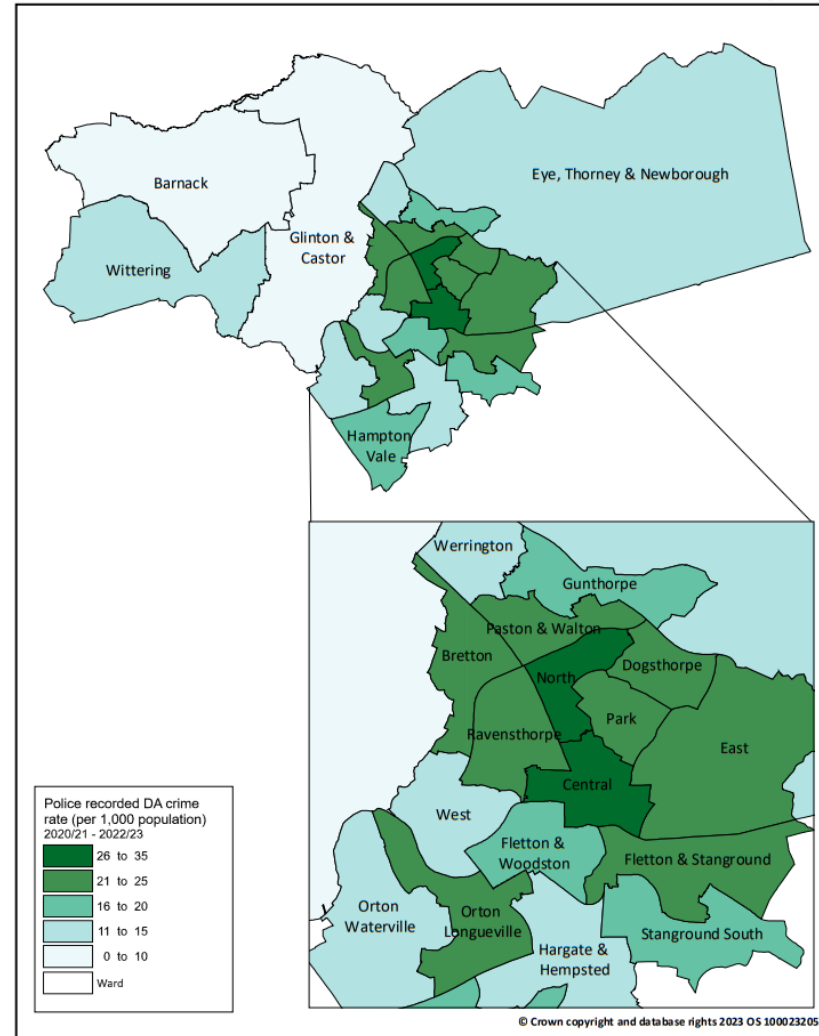 Barnack
Eye, Thorney & Newborough
Glinton &
Castor
Wittering
Hampton
Vale
Werrington
Gunthorpe
Paston & Walton
Bretton
North
Dogsthorpe
Park
Ravensthorpe
East
Central
West
Fletton &
Woodston
Fletton & Stanground
Orton
Waterville
Orton
Longueville
Stanground South
Hargate &
Hempsted
Police recorded DA crime
rate (per 1,000 population)
2020/21 - 2022/23
26 to 35
21 to 25
16 to 20
11 to 15
0 to 10
Ward
© Crown copyright and database rights 2023 OS 100023205